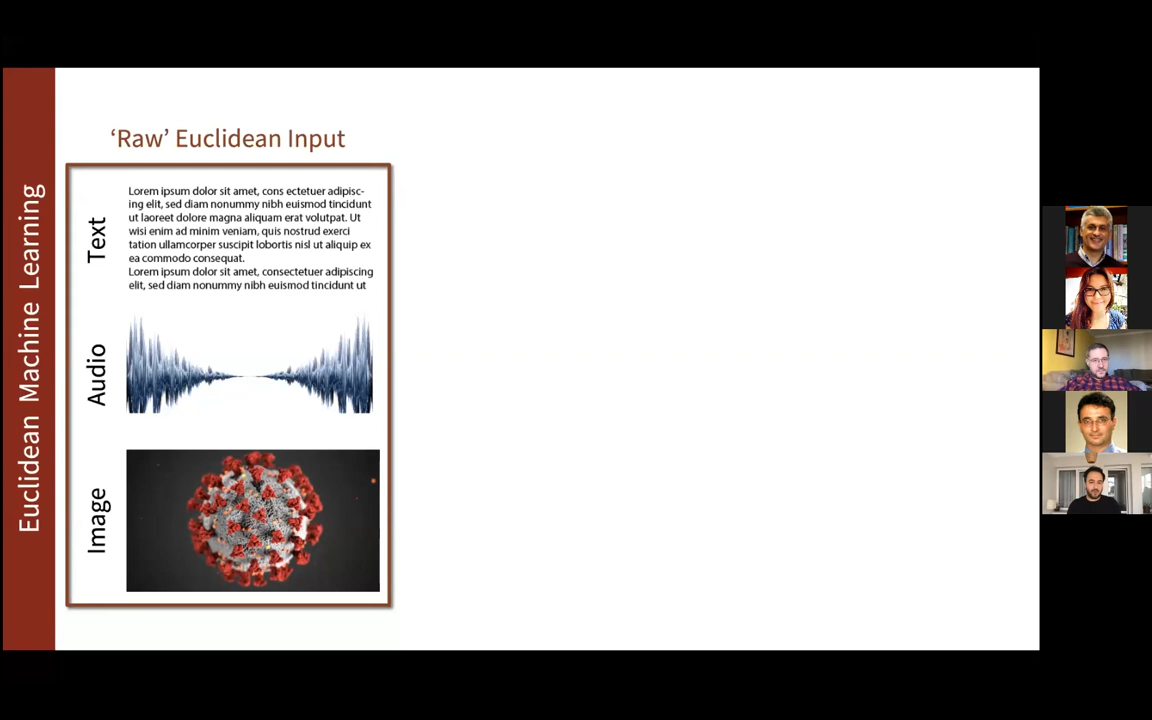 Euclidean Machine Learning
‘Raw’ Euclidean Input
Text
Lorem ipsum dolor sit amet, cons ectetuer adipisc-
ing elit, sed diam nonummy nibh euismod tincidunt
ut laoreet dolore magna aliquam erat volutpat. Ut
wisi enim ad minim veniam, quis nostrud exerci
tation ullamcorper suscipit lobortis nisl ut aliquip ex
ea commodo consequat.
Lorem ipsum dolor sit amet, consectetuer adipiscing
elit, sed diam nonummy nibh euismod tincidunt ut
Audio
Image